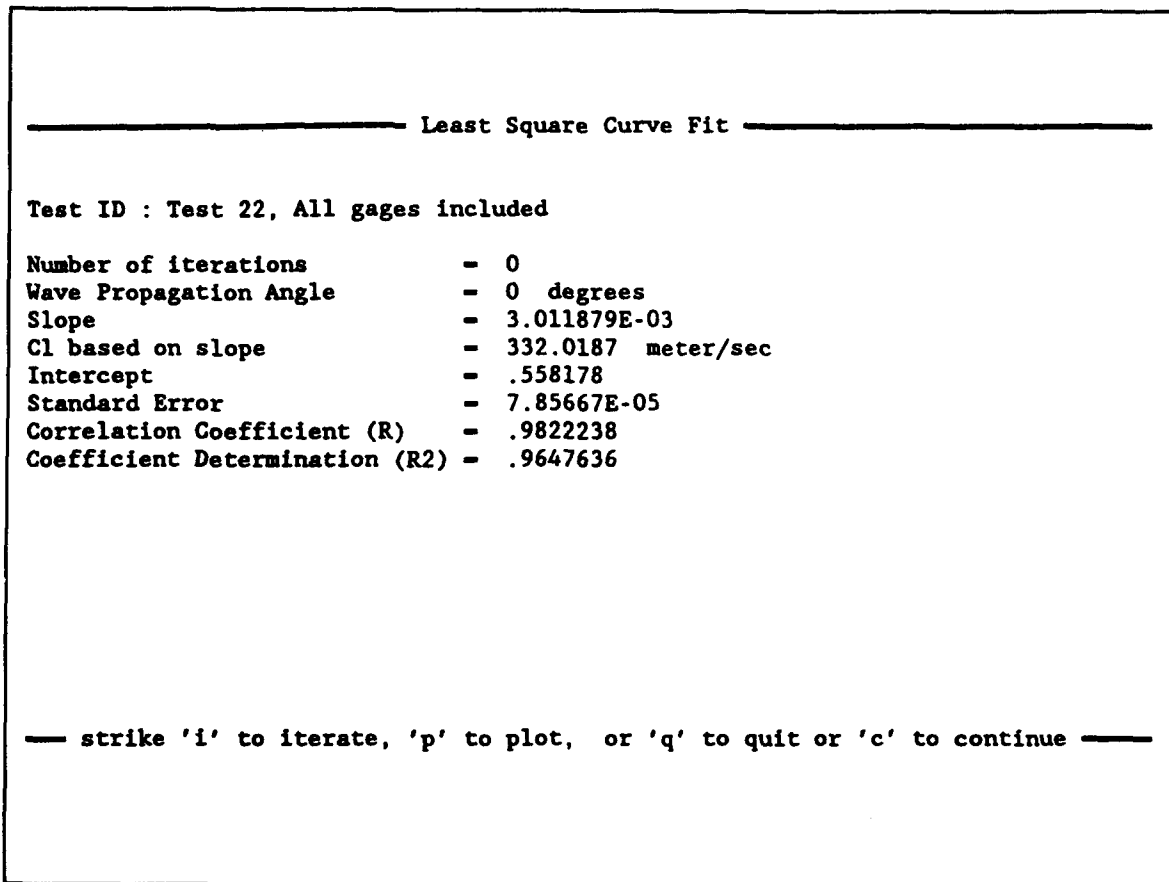 Least Square Curve Fit
Test ID : Test 22, All gages included
Number of iterations = 0
Wave Propagation Angle = 0 degrees
Slope = 3.011879E-03
Cl based on slope = 332.0187 meter/sec
Intercept = .558178
Standard Error = 7.85667E-05
Correlation Coefficient (R) = .9822238
Coefficient Determination (R2) = .9647636
strike 'i' to iterate, 'p' to plot, or 'q' to quit or 'c' to continue